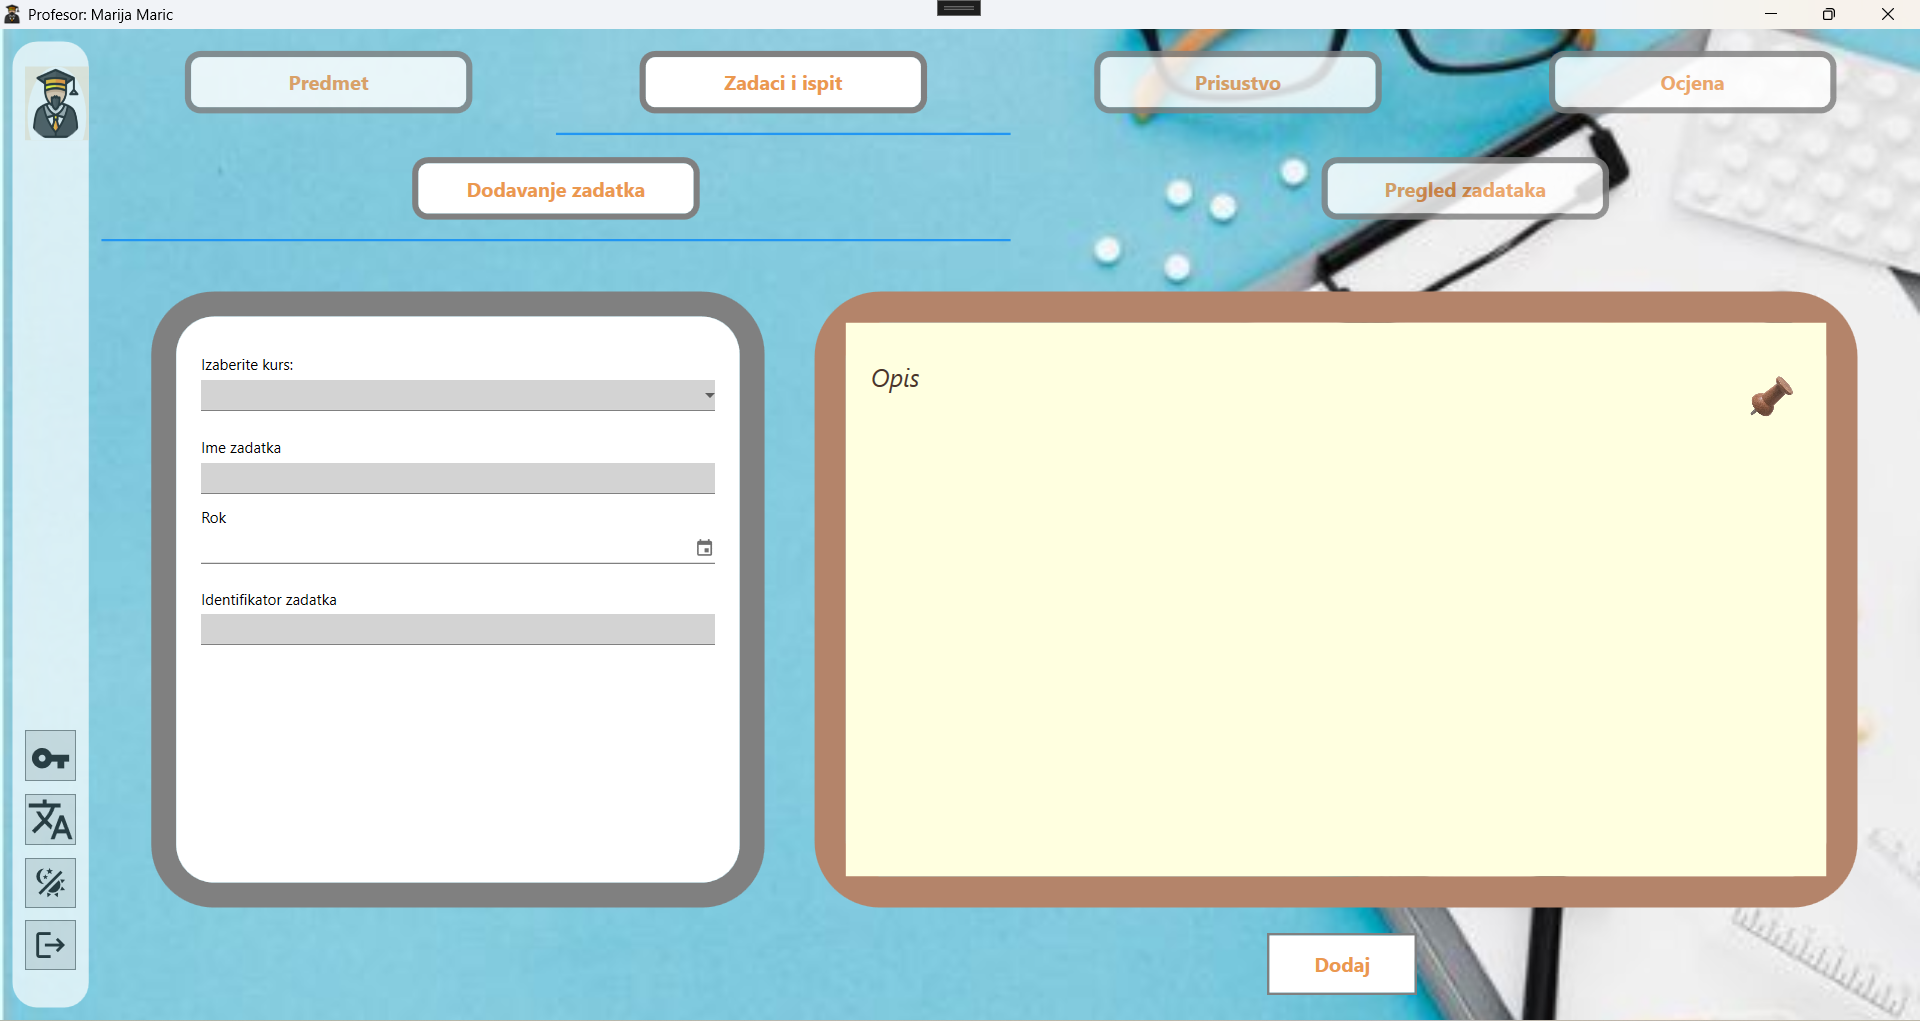 Profesor: Marija Maric
Predmet
Zadaci i ispit
Prisustvo
Ocjena
Dodavanje zadatka
Pregled zadataka
Izaberite kurs:
Ime zadatka
Rok
Identifikator zadatka
Opis
Dodaj